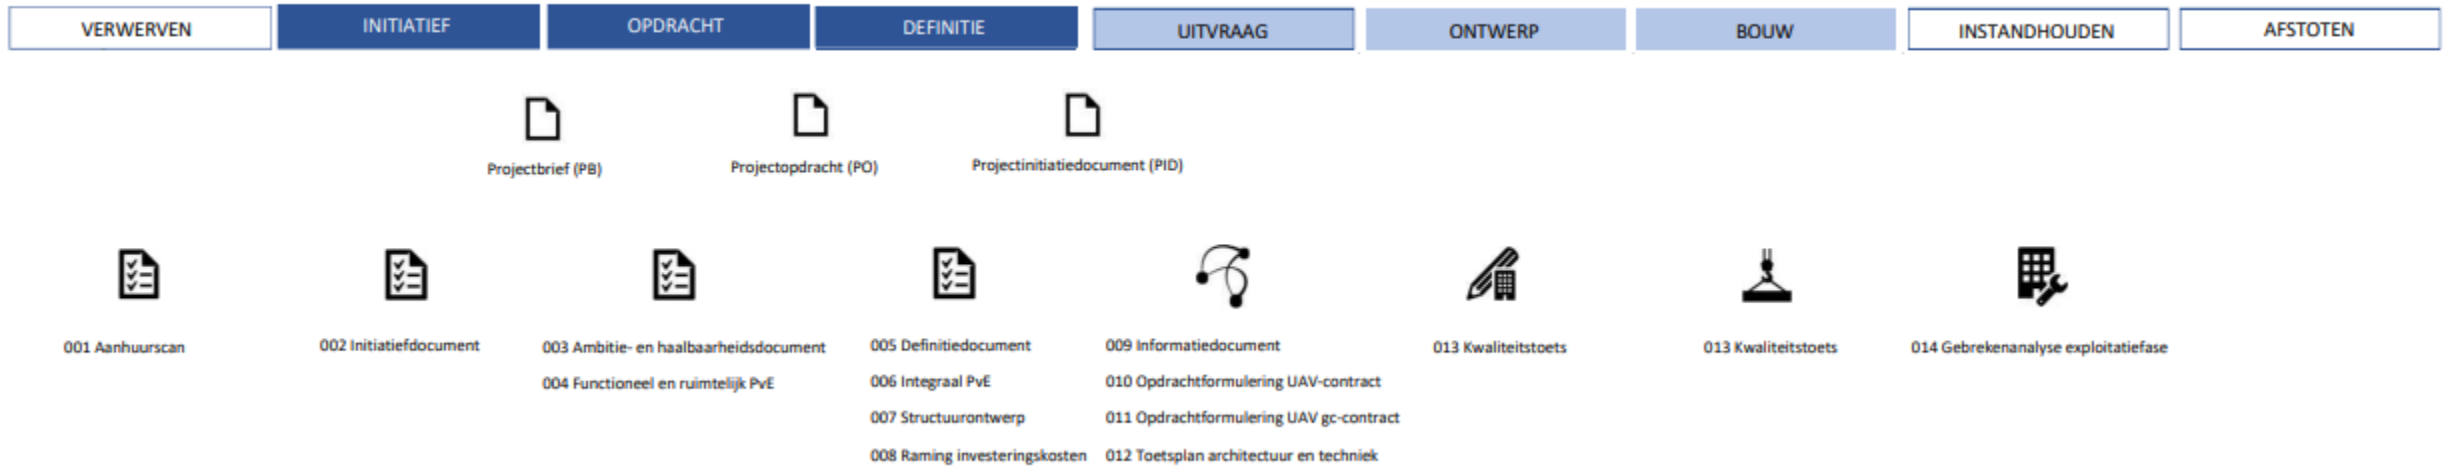 VERWERVEN
INITIATIEF
OPDRACHT
DEFINITIE
UITVRAAG
ONTWERP
BOUW
INSTANDHOUDEN
AFSTOTEN
Projectbrief (PB)
Projectopdracht (PO)
Projectinitiatiedocument (PID)
001 Aanhuurscan
002 Initiatiefdocument
003 Ambitie- en haalbaarheidsdocument
004 Functioneel en ruimtelijk PvE
005 Definitiedocument
006 Integraal PvE
007 Structuurontwerp
008 Raming investeringskosten
009 Informatiedocument
010 Opdrachtformulering UAV-contract
011 Opdrachtformulering UAV gc-contract
012 Toetsplan architectuur en techniek
013 Kwaliteitstoets
013 Kwaliteitstoets
014 Gebrekenanalyse exploitatiefase